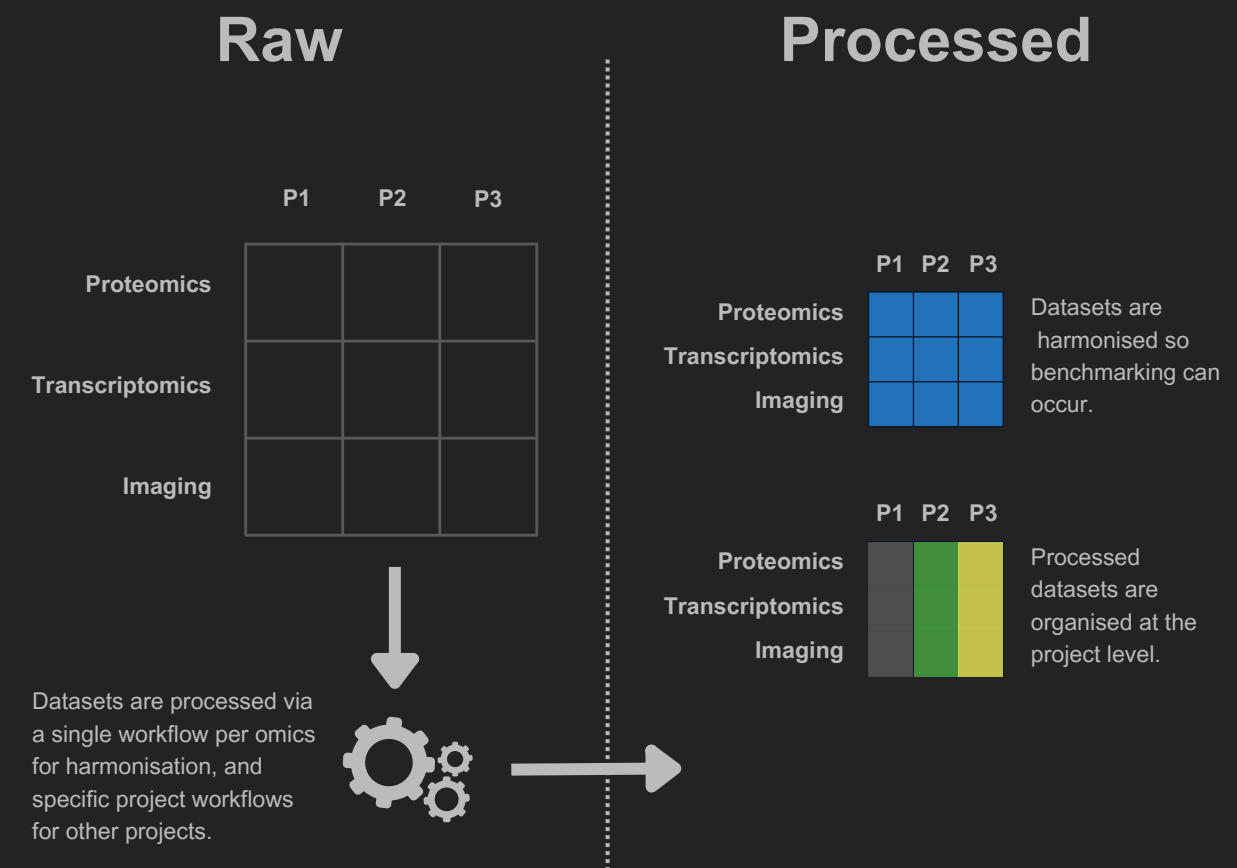 Raw
Processed
P1 P2 P3
Proteomics
Transcriptomics
Imaging
Datasets are processed via
a single workflow per omics
for harmonisation, and
specific project workflows
for other projects.
P1 P2 P3
Proteomics
Transcriptomics
Imaging
Datasets are
harmonised so
benchmarking can
occur.
P1 P2 P3
Proteomics
Transcriptomics
Imaging
Processed
datasets are
organised at the
project level.